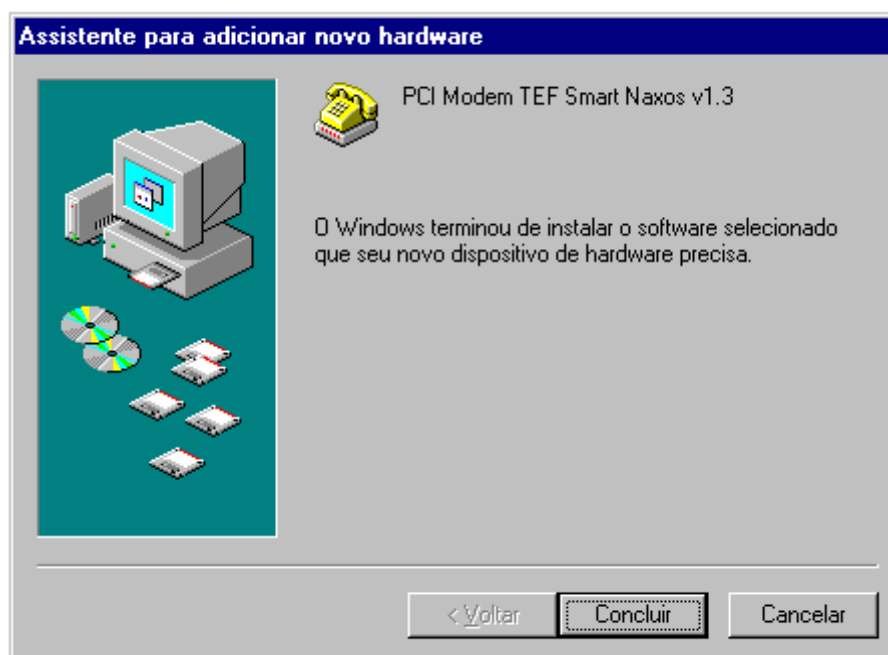 Assistente para adicionar novo hardware
PCI Modem TEF Smart Naxos v1.3
O Windows terminou de instalar o software selecionado
que seu novo dispositivo de hardware precisa.
< Voltar
Concluir
Cancelar